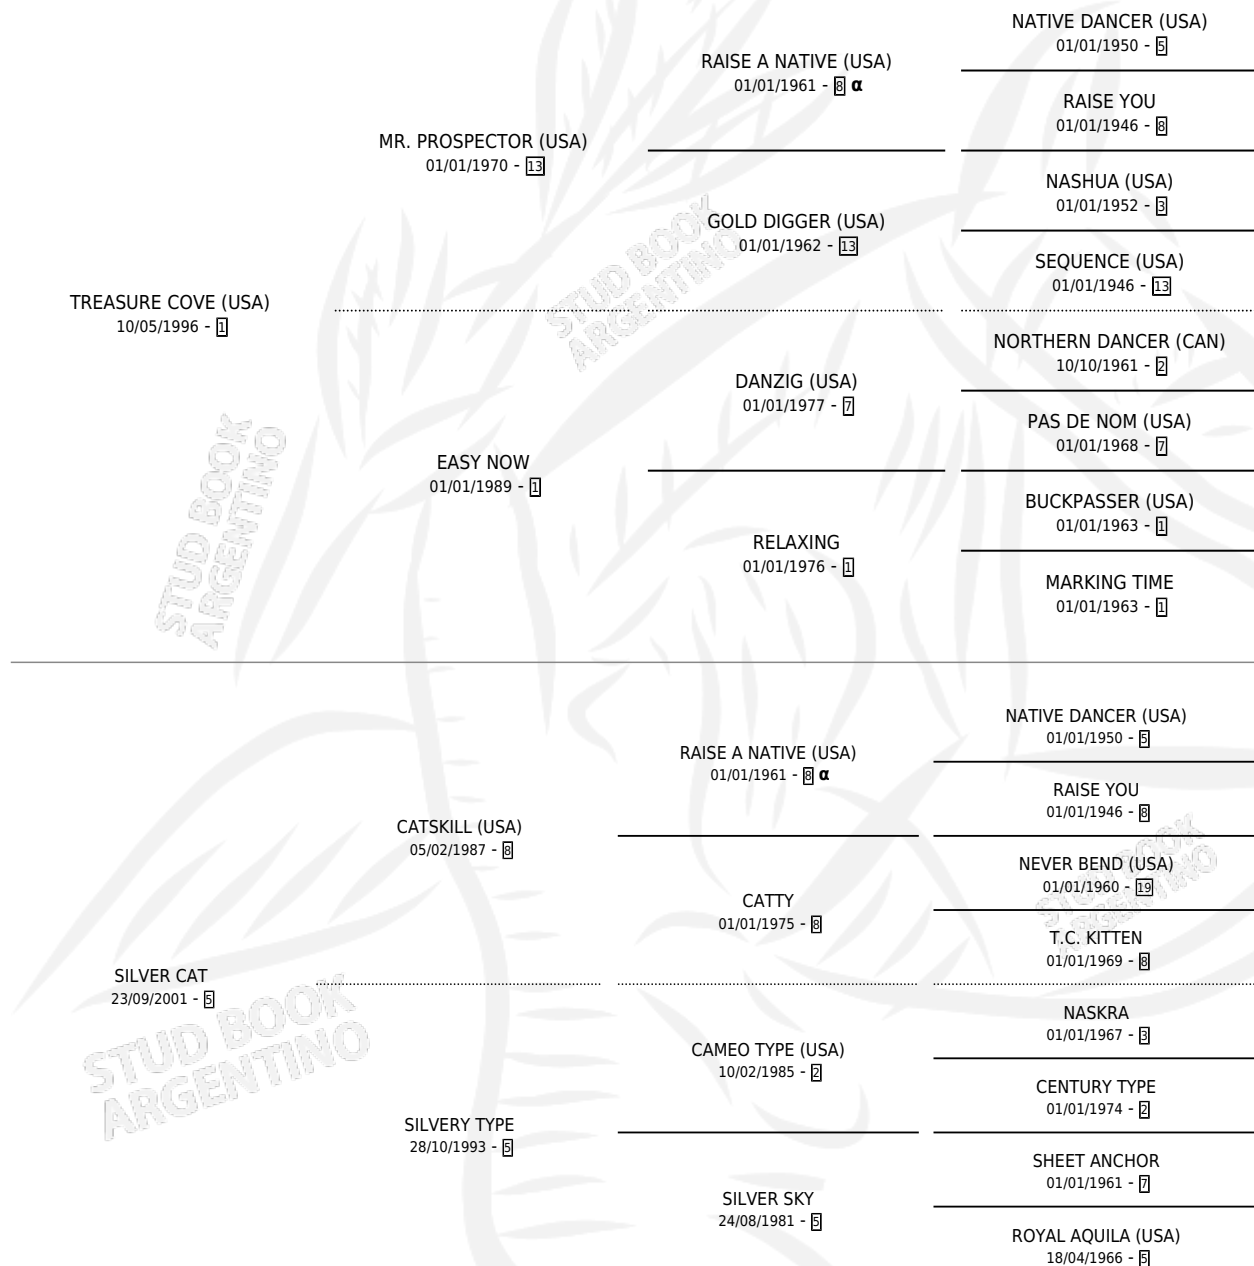 NATIVE DANCER (USA)
01/01/1950 - 5
RAISE A NATIVE (USA)
01/01/1961 - 8 α
RAISE YOU
01/01/1946 - 8
MR. PROSPECTOR (USA)
01/01/1970 - 13
NASHUA (USA)
01/01/1952 - 3
GOLD DIGGER (USA)
01/01/1962 - 13
SEQUENCE (USA)
01/01/1946 - 13
TREASURE COVE (USA)
10/05/1996 - 1
NORTHERN DANCER (CAN)
10/10/1961 - 2
DANZIG (USA)
01/01/1977 - 7
PAS DE NOM (USA)
01/01/1968 - 7
EASY NOW
01/01/1989 - 1
BUCKPASSER (USA)
01/01/1963 - 1
RELAXING
01/01/1976 - 1
MARKING TIME
01/01/1963 - 1
NATIVE DANCER (USA)
01/01/1950 - 5
RAISE A NATIVE (USA)
01/01/1961 - 8 α
RAISE YOU
01/01/1946 - 8
CATSKILL (USA)
05/02/1987 - 8
NEVER BEND (USA)
01/01/1960 - 19
CATTY
01/01/1975 - 8
T.C. KITTEN
01/01/1969 - 8
SILVER CAT
23/09/2001 - 5
NASKRA
01/01/1967 - 3
CAMEO TYPE (USA)
10/02/1985 - 2
CENTURY TYPE
01/01/1974 - 2
SILVERY TYPE
28/10/1993 - 5
SHEET ANCHOR
01/01/1961 - 7
SILVER SKY
24/08/1981 - 5
ROYAL AQUILA (USA)
18/04/1966 - 5
STUD BOOK
ARGENTINO
STUD BOOK
ARGENTINO
STUD BOOK
ARGENTINO
STUD BOOK
ARGENTINO